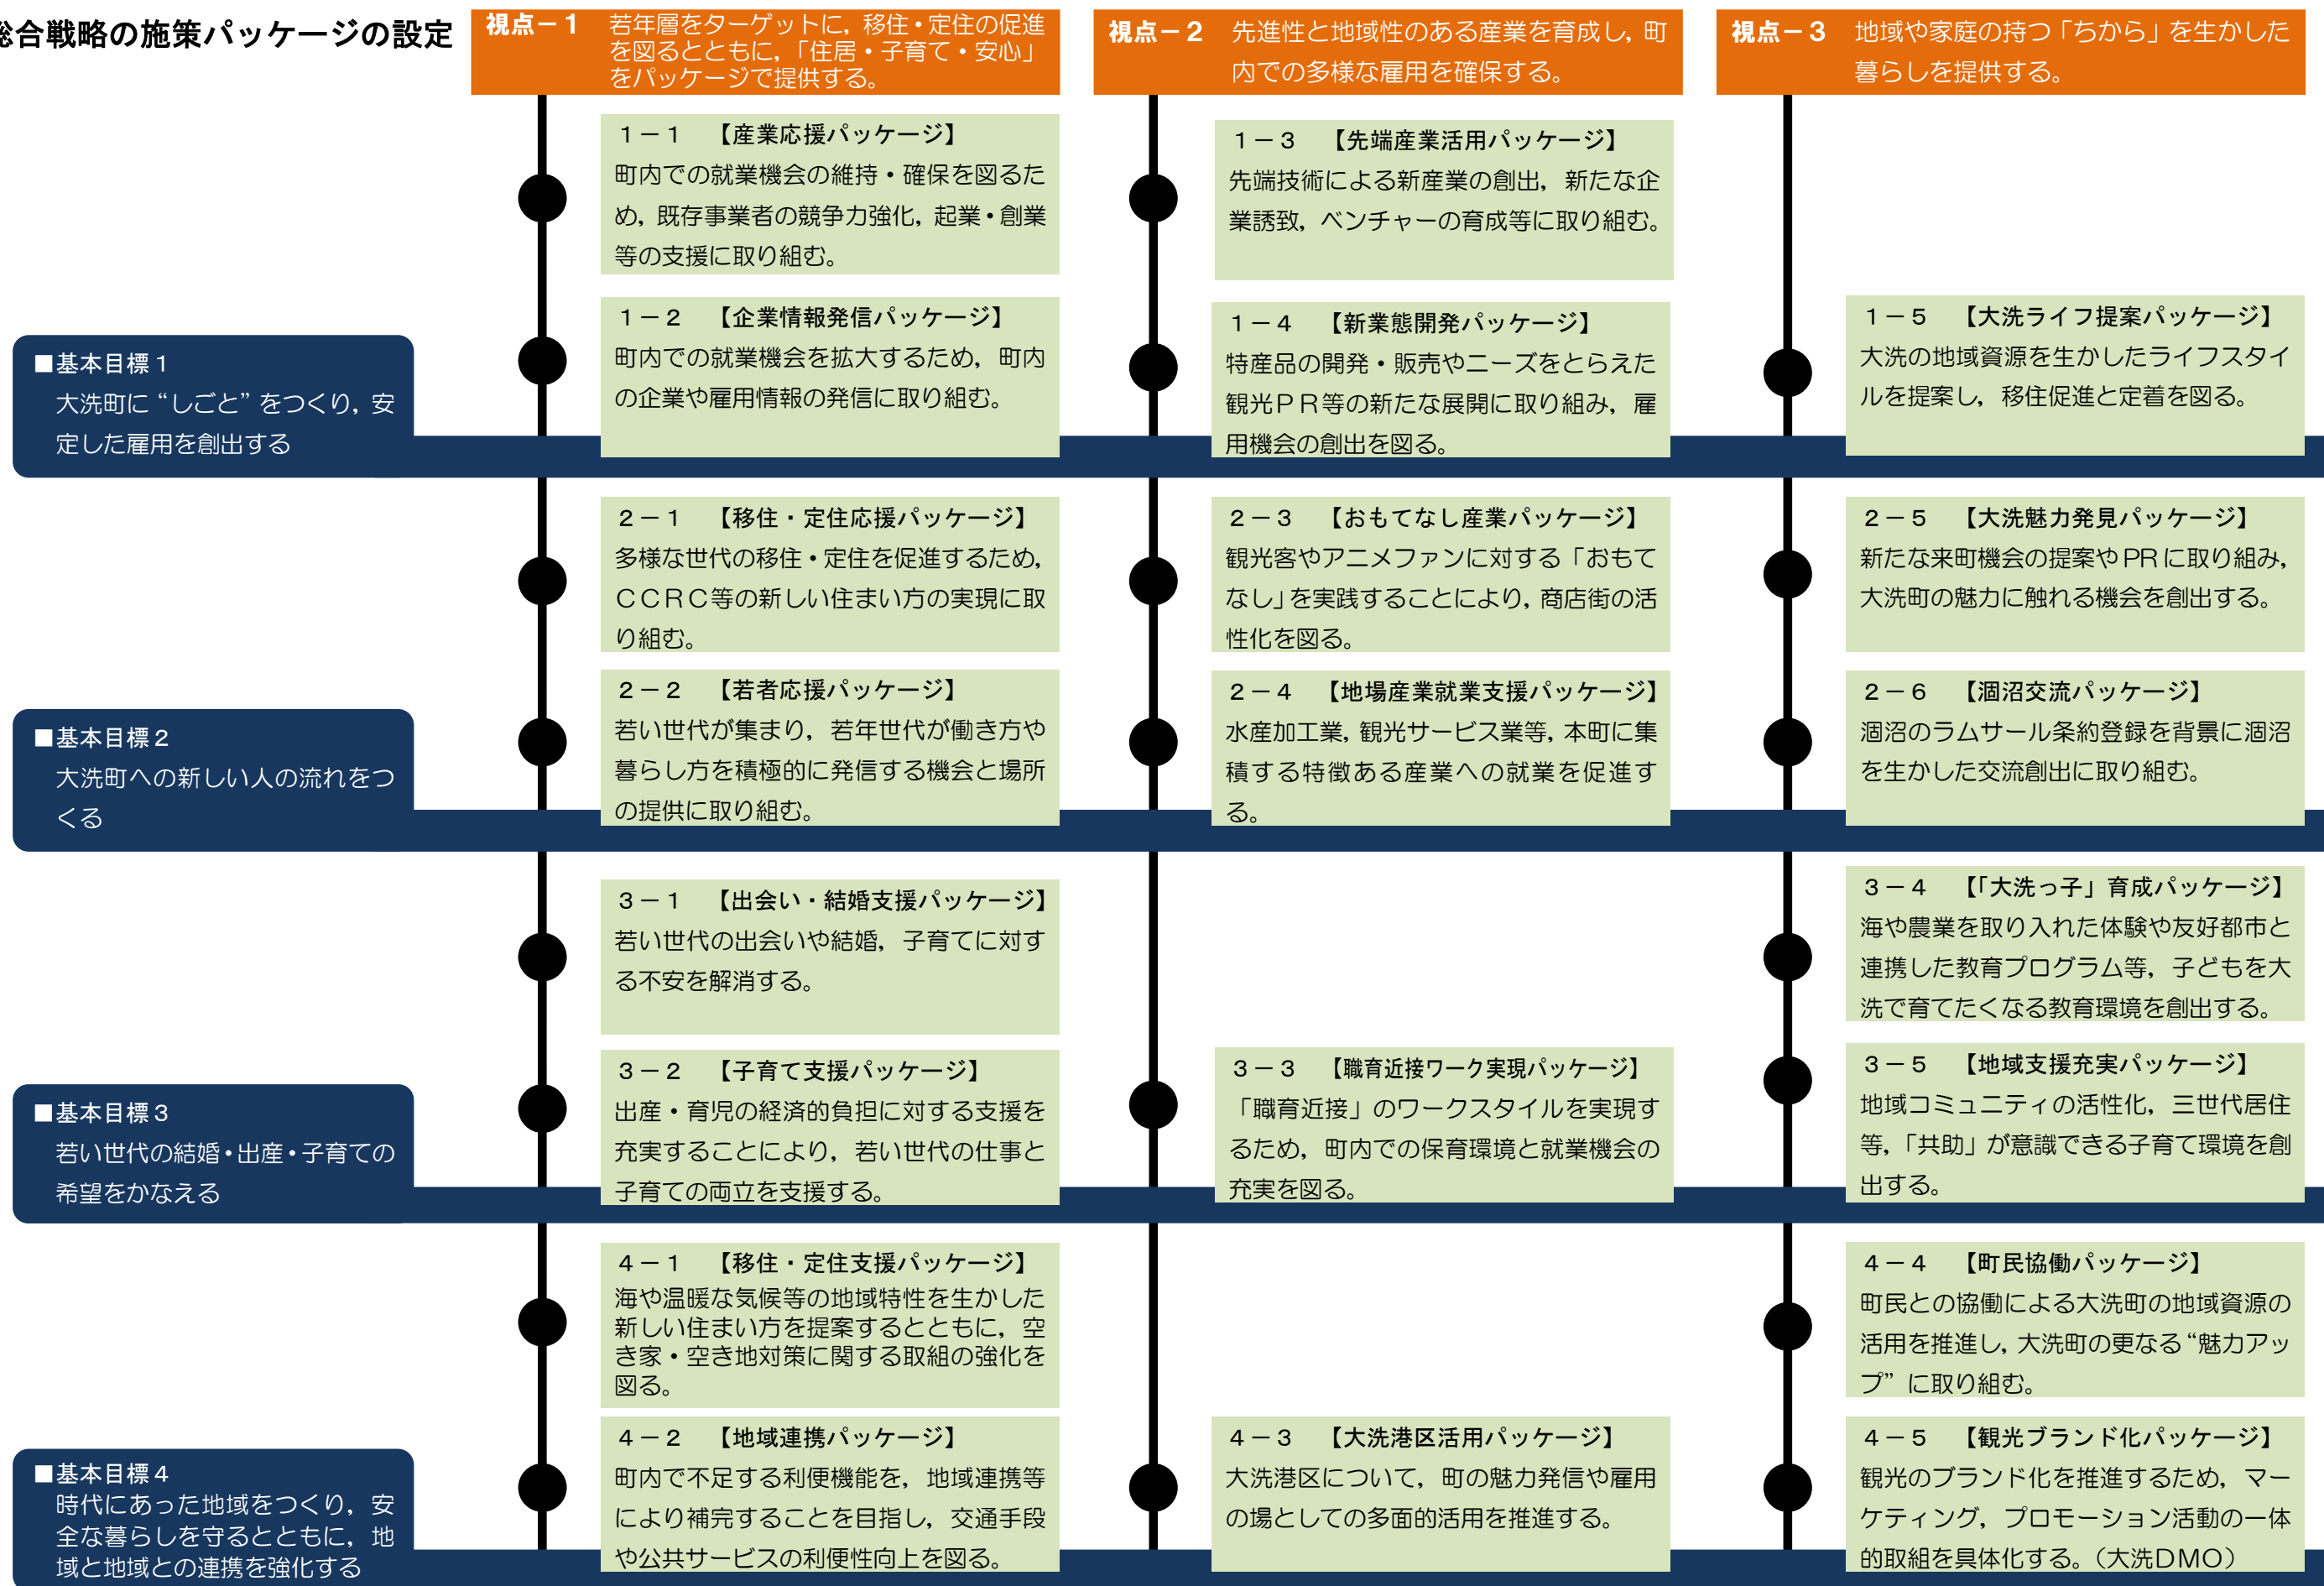 総合戦略の施策パッケージの設定
視点－1 若年層をターゲットに，移住・定住の促進
を図るとともに，「住居・子育て・安心」
をパッケージで提供する。
視点－2 先進性と地域性のある産業を育成し，町
内での多様な雇用を確保する。
視点－3 地域や家庭の持つ「ちから」を生かした
暮らしを提供する。
■基本目標1
大洗町に“しごと”をつくり，安
定した雇用を創出する
1－1 【産業応援パッケージ】
町内での就業機会の維持・確保を図るた
め，既存事業者の競争力強化，起業・創業
等の支援に取り組む。
1－2 【企業情報発信パッケージ】
町内での就業機会を拡大するため，町内
の企業や雇用情報の発信に取り組む。
1－3 【先端産業活用パッケージ】
先端技術による新産業の創出，新たな企
業誘致，ベンチャーの育成等に取り組む。
1－4 【新業態開発パッケージ】
特産品の開発・販売やニーズをとらえた
観光ＰＲ等の新たな展開に取り組み，雇
用機会の創出を図る。
1－5 【大洗ライフ提案パッケージ】
大洗の地域資源を生かしたライフスタイ
ルを提案し，移住促進と定着を図る。
■基本目標2
大洗町への新しい人の流れをつ
くる
2－1 【移住・定住応援パッケージ】
多様な世代の移住・定住を促進するため，
ＣＣＲＣ等の新しい住まい方の実現に取
り組む。
2－2 【若者応援パッケージ】
若い世代が集まり，若年世代が働き方や
暮らし方を積極的に発信する機会と場所
の提供に取り組む。
2－3 【おもてなし産業パッケージ】
観光客やアニメファンに対する「おもて
なし」を実践することにより，商店街の活
性化を図る。
2－4 【地場産業就業支援パッケージ】
水産加工業，観光サービス業等，本町に集
積する特徴ある産業への就業を促進す
る。
2－5 【大洗魅力発見パッケージ】
新たな来町機会の提案やPRに取り組み，
大洗町の魅力に触れる機会を創出する。
2－6 【涸沼交流パッケージ】
涸沼のラムサール条約登録を背景に涸沼
を生かした交流創出に取り組む。
■基本目標3
若い世代の結婚・出産・子育ての
希望をかなえる
3－1 【出会い・結婚支援パッケージ】
若い世代の出会いや結婚，子育てに対す
る不安を解消する。
3－2 【子育て支援パッケージ】
出産・育児の経済的負担に対する支援を
充実することにより，若い世代の仕事と
子育ての両立を支援する。
3－3 【職育近接ワーク実現パッケージ】
「職育近接」のワークスタイルを実現す
るため，町内での保育環境と就業機会の
充実を図る。
3－4 【「大洗っ子」育成パッケージ】
海や農業を取り入れた体験や友好都市と
連携した教育プログラム等，子どもを大
洗で育てたくなる教育環境を創出する。
3－5 【地域支援充実パッケージ】
地域コミュニティの活性化，三世代居住
等，「共助」が意識できる子育て環境を創
出する。
■基本目標4
時代にあった地域をつくり，安
全な暮らしを守るとともに，地
域と地域との連携を強化する
4－1 【移住・定住支援パッケージ】
海や温暖な気候等の地域特性を生かした
新しい住まい方を提案するとともに，空
き家・空き地対策に関する取組の強化を
図る。
4－2 【地域連携パッケージ】
町内で不足する利便機能を，地域連携等
により補完することを目指し，交通手段
や公共サービスの利便性向上を図る。
4－3 【大洗港区活用パッケージ】
大洗港区について，町の魅力発信や雇用
の場としての多面的活用を推進する。
4－4 【町民協働パッケージ】
町民との協働による大洗町の地域資源の
活用を推進し，大洗町の更なる“魅力アッ
プ”に取り組む。
4－5 【観光ブランド化パッケージ】
観光のブランド化を推進するため，マー
ケティング，プロモーション活動の一体
的取組を具体化する。（大洗ＤＭＯ）